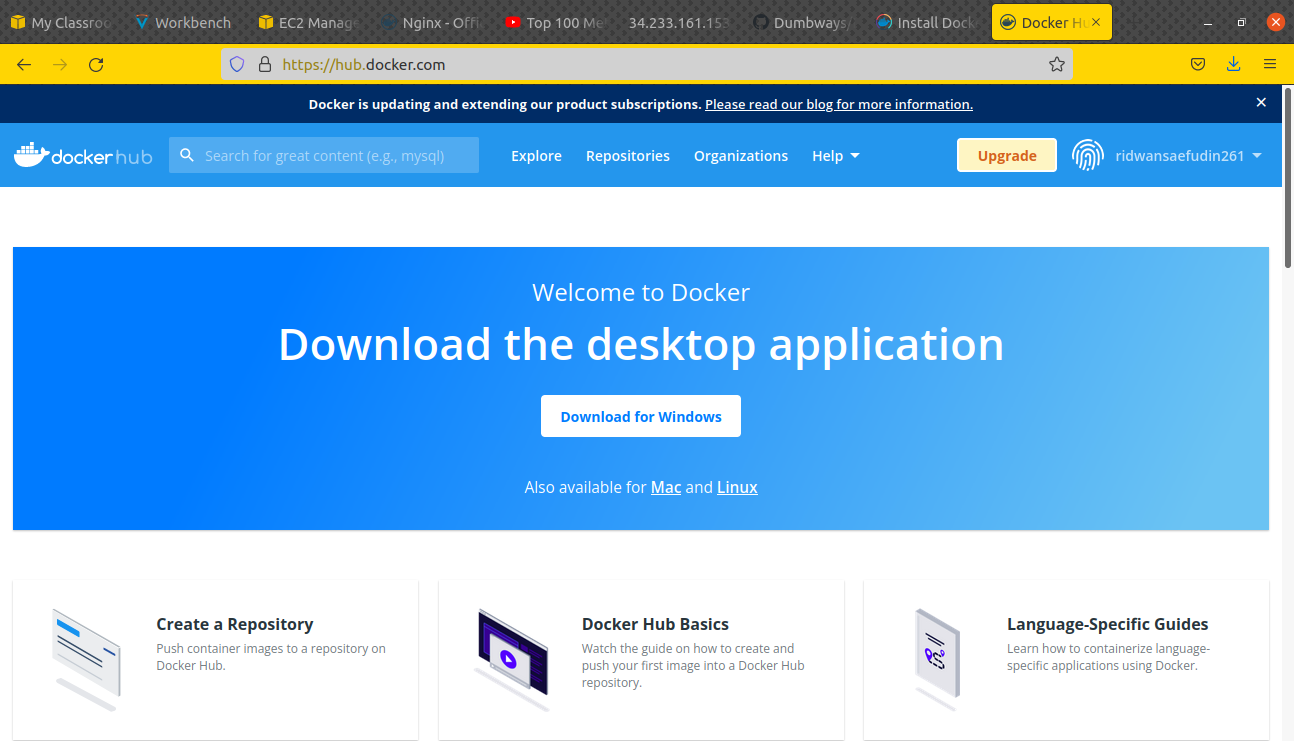 My Classroo
Workbench
EC2 Manage
Nginx - Offi
Top 100 Me
34.233.161.153
Dumbways/
Install Dock
Docker Hu
https://hub.docker.com
Docker is updating and extending our product subscriptions. Please read our blog for more information.
docker hub
Search for great content (e.g., mysql)
Explore
Repositories
Organizations
Help
Upgrade
ridwansaefudin261
Welcome to Docker
Download the desktop application
Download for Windows
Also available for Mac and Linux
Create a Repository
Push container images to a repository on
Docker Hub.
Docker Hub Basics
Watch the guide on how to create and
push your first image into a Docker Hub
repository.
Language-Specific Guides
Learn how to containerize language-
specific applications using Docker.